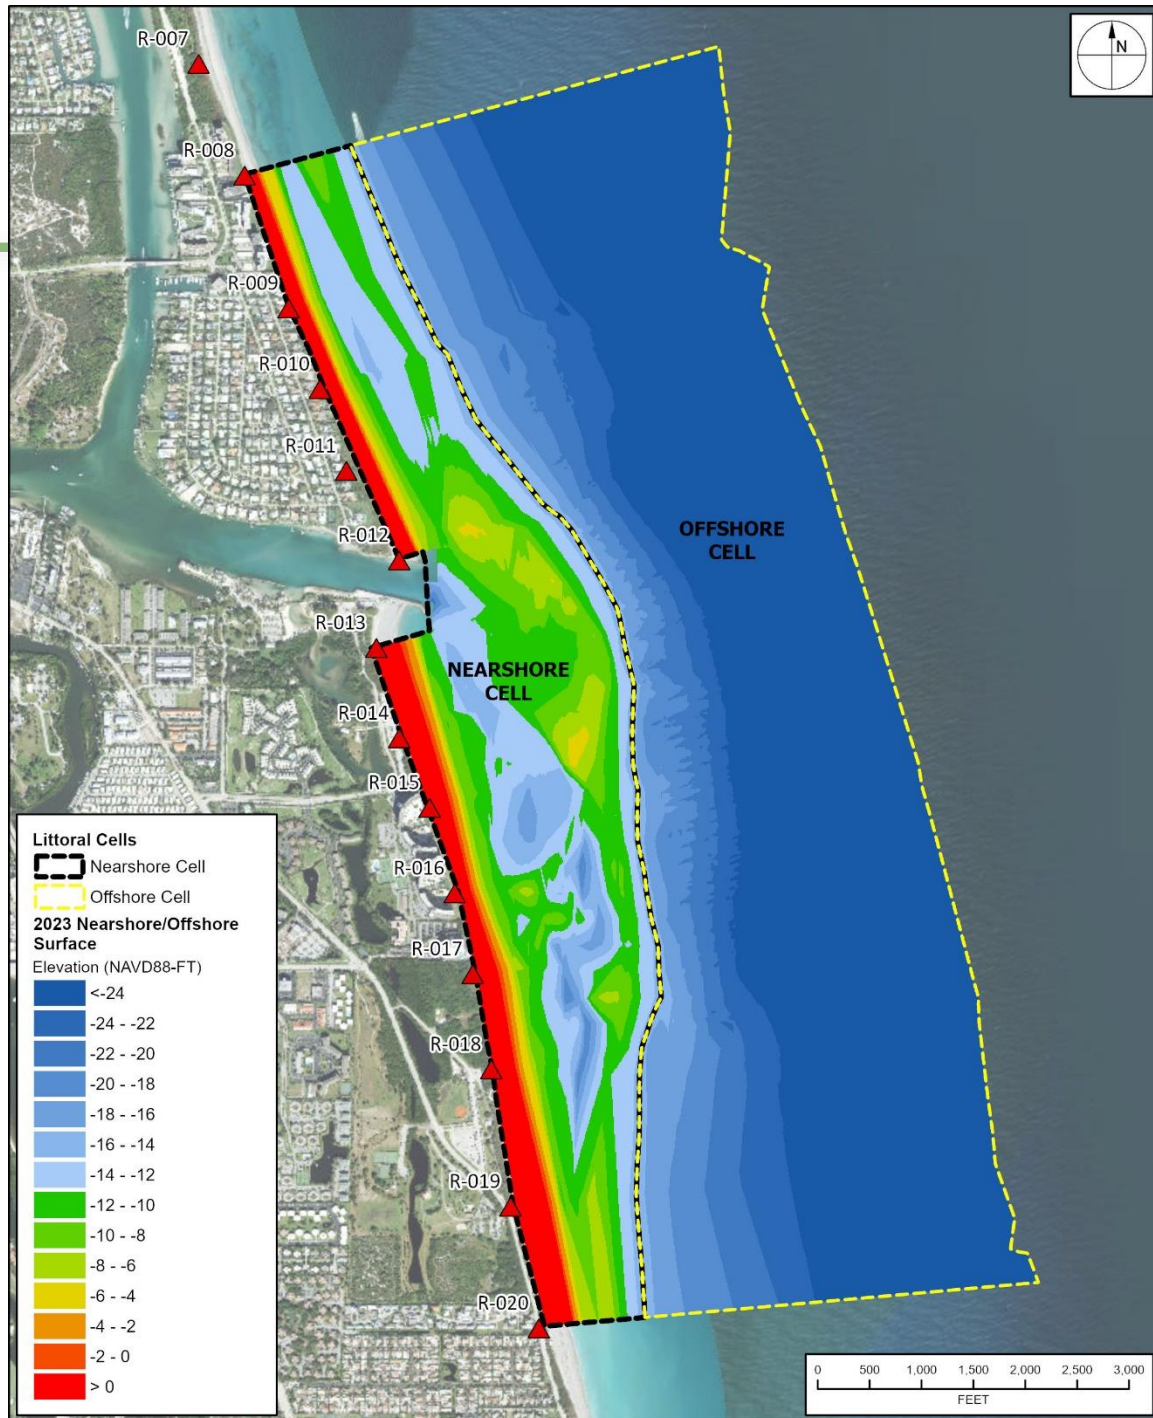 R-007
N
R-008
R-009
R-010
R-011
R-012
OFFSHORE
CELL
R-013
NEARSHORE
CELL
R-014
R-015
R-016
R-017
R-018
R-019
R-020
Littoral Cells
Nearshore Cell
Offshore Cell
2023 Nearshore/Offshore
Surface
Elevation (NAVD88-FT)
<-24
-24 - -22
-22 - -20
-20 - -18
-18 - -16
-16 - -14
-14 - -12
-12 - -10
-10 - -8
-8 - -6
-6 - -4
-4 - -2
-2 - 0
> 0
0 500 1,000 1,500 2,000 2,500 3,000
FEET